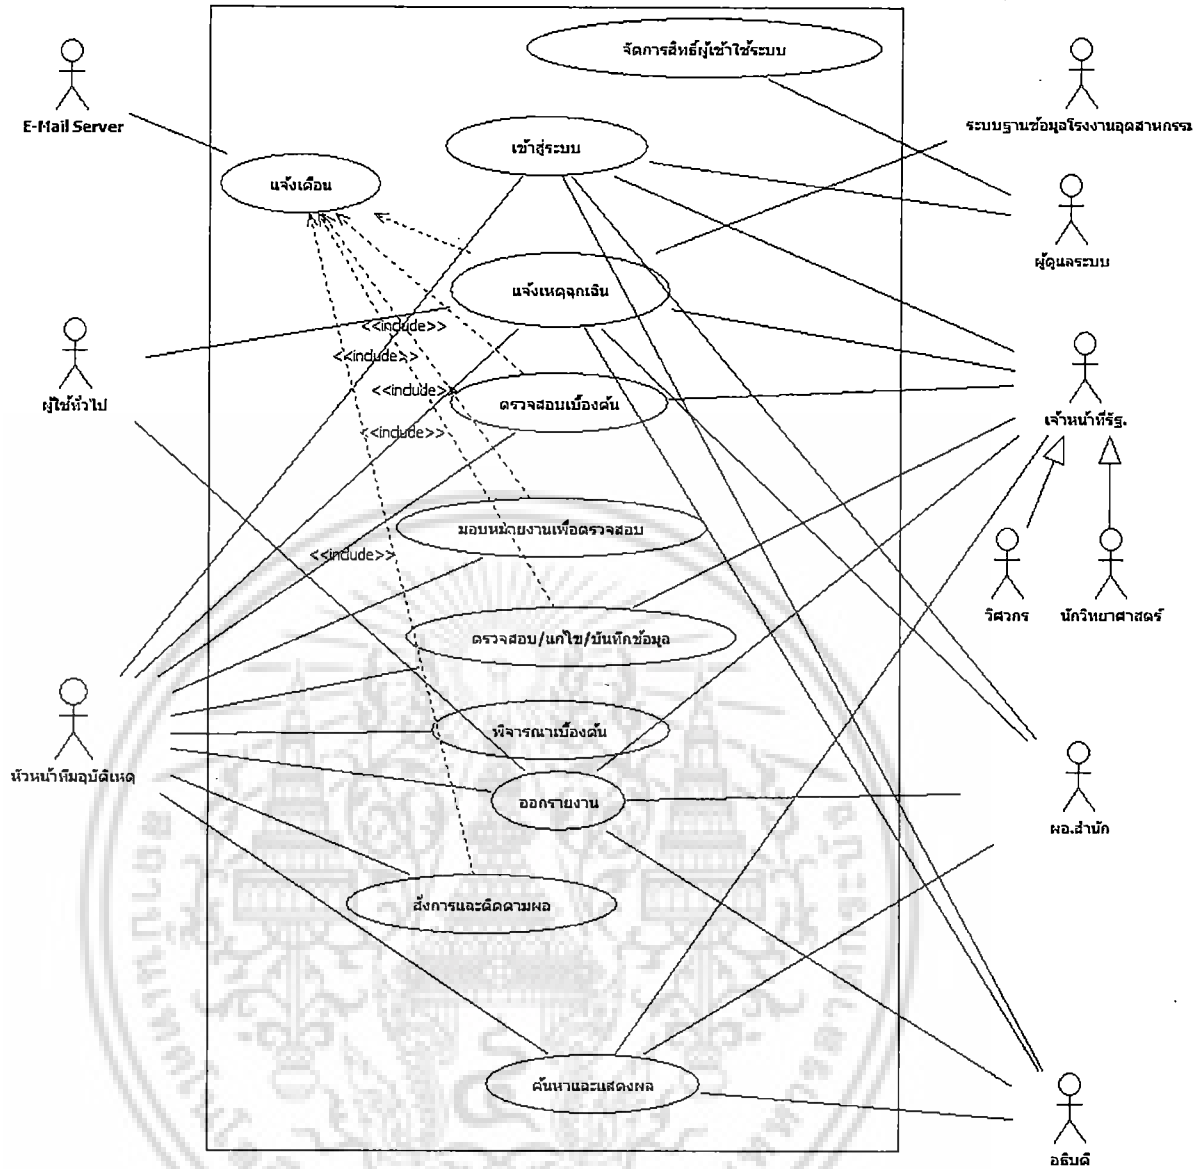 จัดการสิทธิ์ผู้เข้าใช้ระบบ
E-Mail Server
ระบบฐานข้อมูลโรงงานอุตสาหกรรม
เข้าสู่ระบบ
แจ้งเตือน
ผู้ดูแลระบบ
แจ้งเหตุฉุกเฉิน
<<include>>
<<include>>
<<include>>
<<include>>
ผู้ใช้ทั่วไป
ตรวจสอบเบื้องต้น
เจ้าหน้าที่รัฐ.
มอบหมายงานเพื่อตรวจสอบ
<<include>>
วิศวกร
นักวิทยาศาสตร์
ตรวจสอบ/แก้ไข/บันทึกข้อมูล
พิจารณาเบื้องต้น
หัวหน้าทีมอุบัติเหตุ
ออกรายงาน
ผอ.สำนัก
สั่งการและติดตามผล
ค้นหาและแสดงผล
อธิบดี